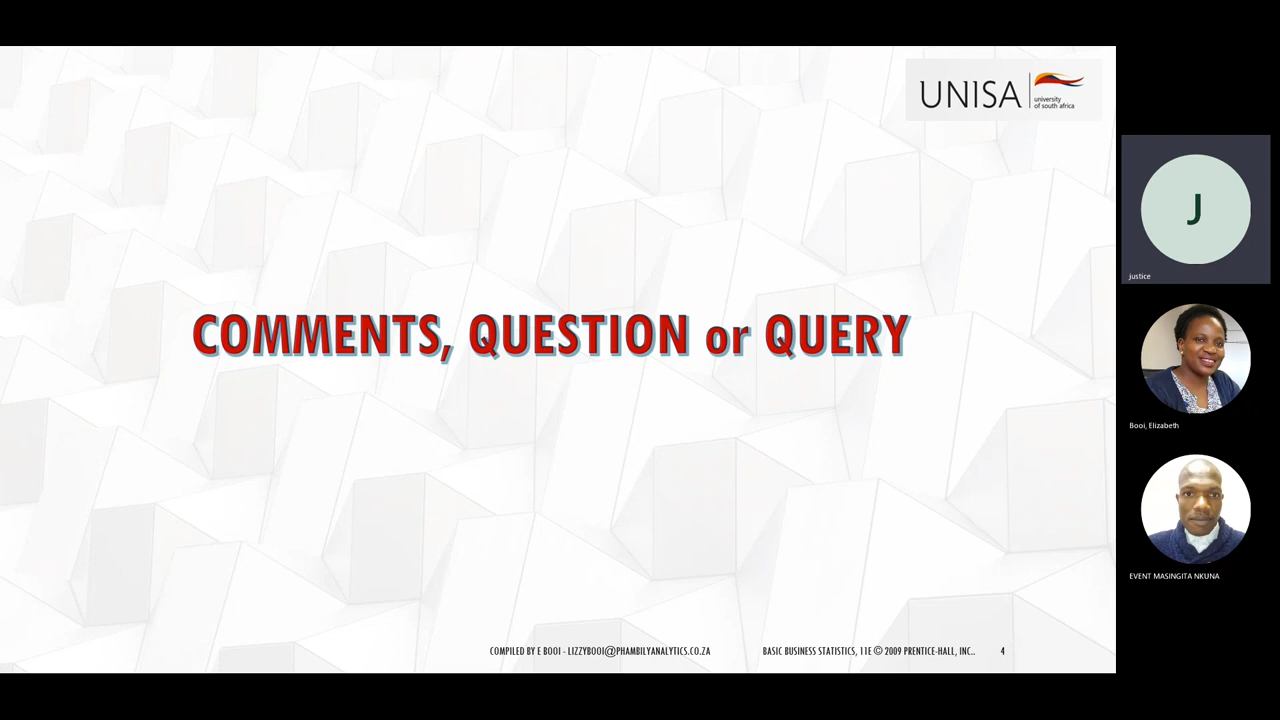 UNISA
university
of south africa
COMMENTS, QUESTION or QUERY
COMPILED BY E BOOI - LIZZYBOOI@PHAMBILYANALYTICS.CO.ZA
BASIC BUSINESS STATISTICS, 11E © 2009 PRENTICE-HALL, INC..
4
J
justice
Booi, Elizabeth
EVENT MASINGITA NKUNA